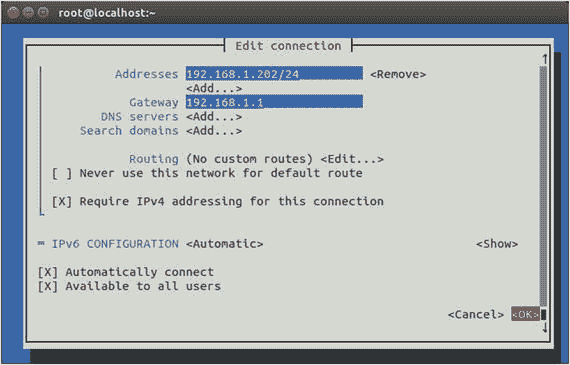 root@localhost:~
Edit connection
Addresses 192.168.1.202/24 <Remove>
<Add...>
Gateway 192.168.1.1
DNS servers <Add...>
Search domains <Add...>
Routing (No custom routes) <Edit...>
[ ] Never use this network for default route
[X] Require IPv4 addressing for this connection
= IPv6 CONFIGURATION <Automatic> <Show>
[X] Automatically connect
[X] Available to all users
<Cancel> <OK>